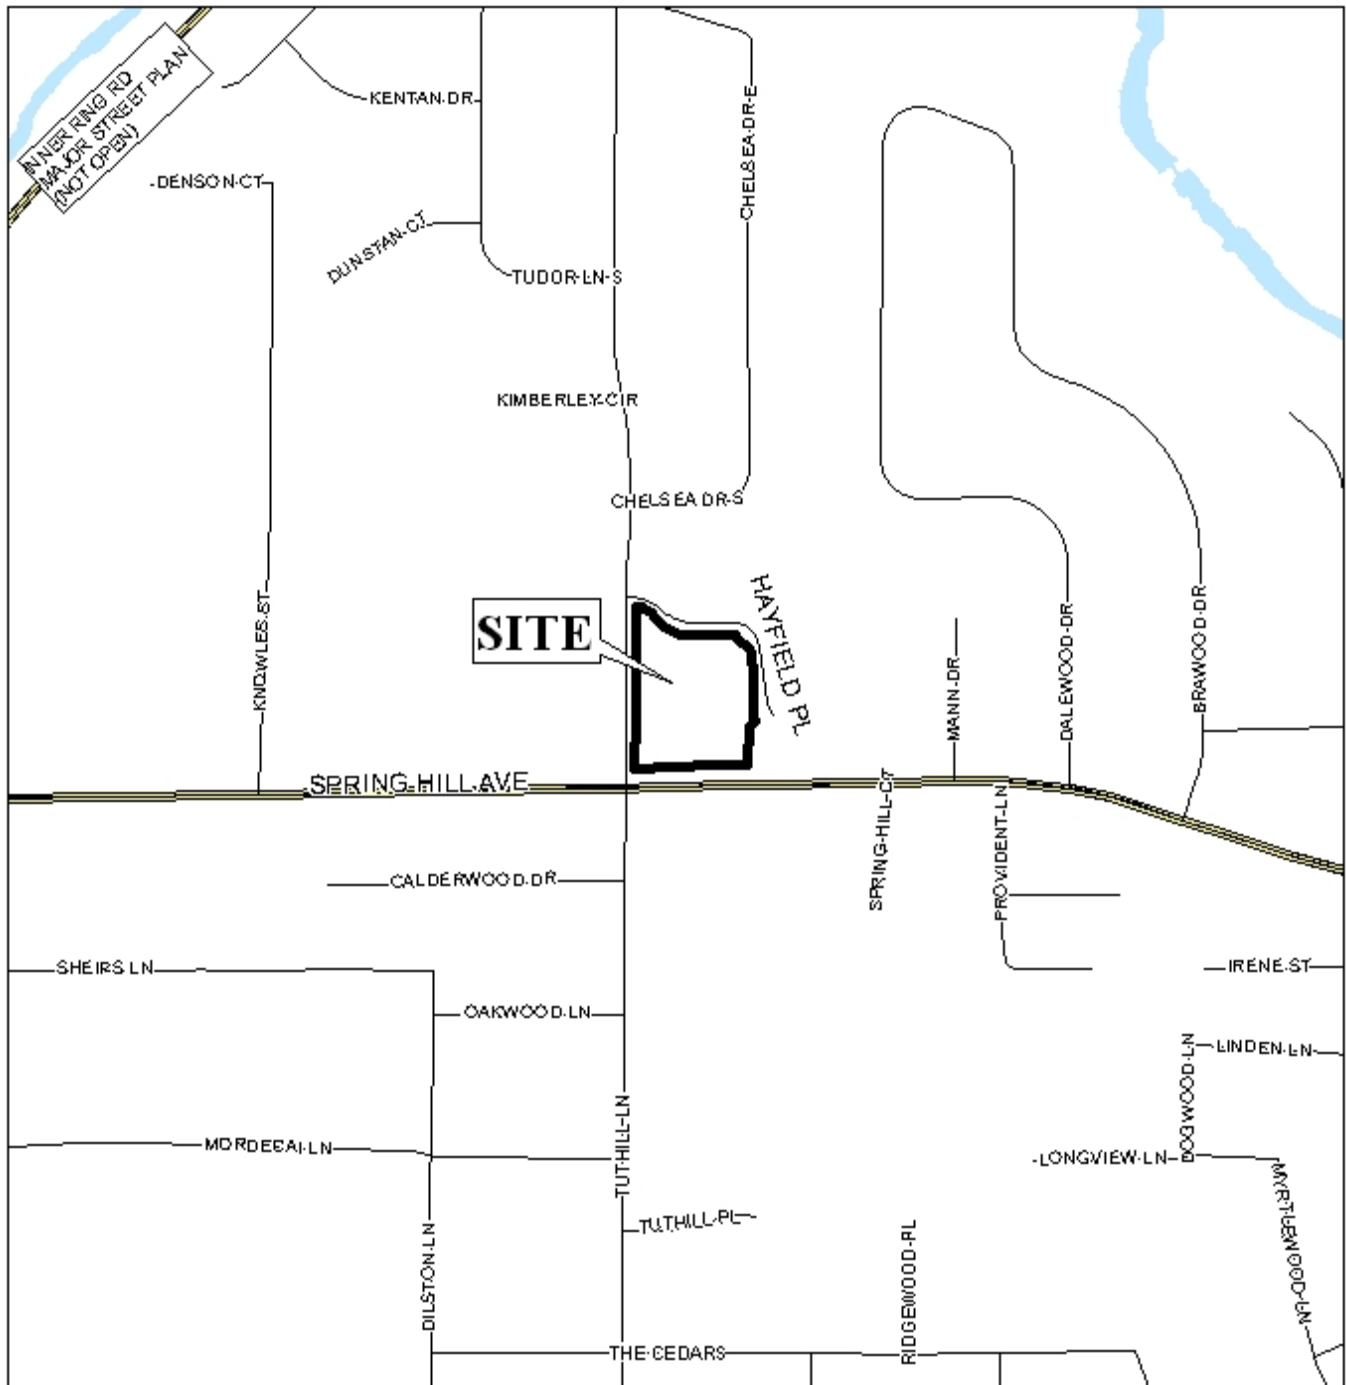 INNER RING RD
MAJOR STREET PLAN
(NOT OPEN)
KENTAN DR
CHELSEA DR E
DENSON CT
DUNSTAN CT
TUDOR LN S
KIMBERLEY CIR
CHELSEA DR S
HAYFIELD PL
KNOWLES ST
SITE
MANN DR
DALEWOOD DR
BRAWOOD DR
SPRING HILL AVE
SPRING HILL CT
PROVIDENT LN
CALDERWOOD DR
SHEIRS LN
IRENE ST
OAKWOOD LN
DOGWOOD LN
LINDEN LN
MORDECAI LN
TUTHILL LN
LONGVIEW LN
MYRTLEWOOD LN
TUTHILL PL
DILSTON LN
RIDGEWOOD PL
THE CEDARS